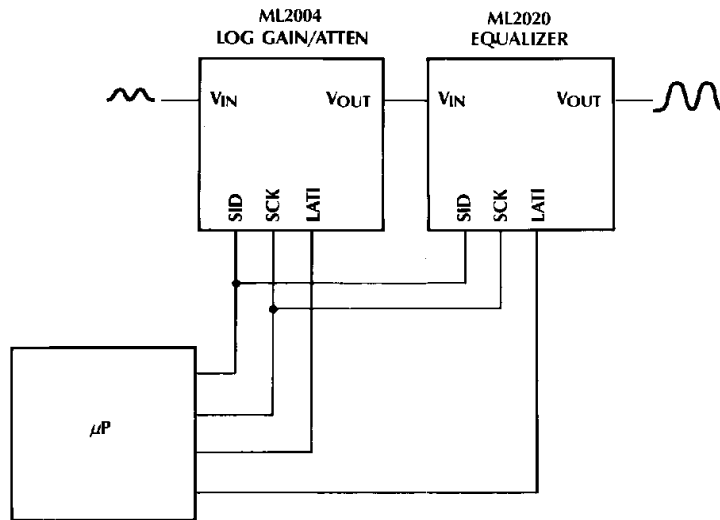 ML2004
LOG GAIN/ATTEN
ML2020
EQUALIZER
VIN
VOUT
VIN
VOUT
SID
SCK
LATI
SID
SCK
LATI
μP